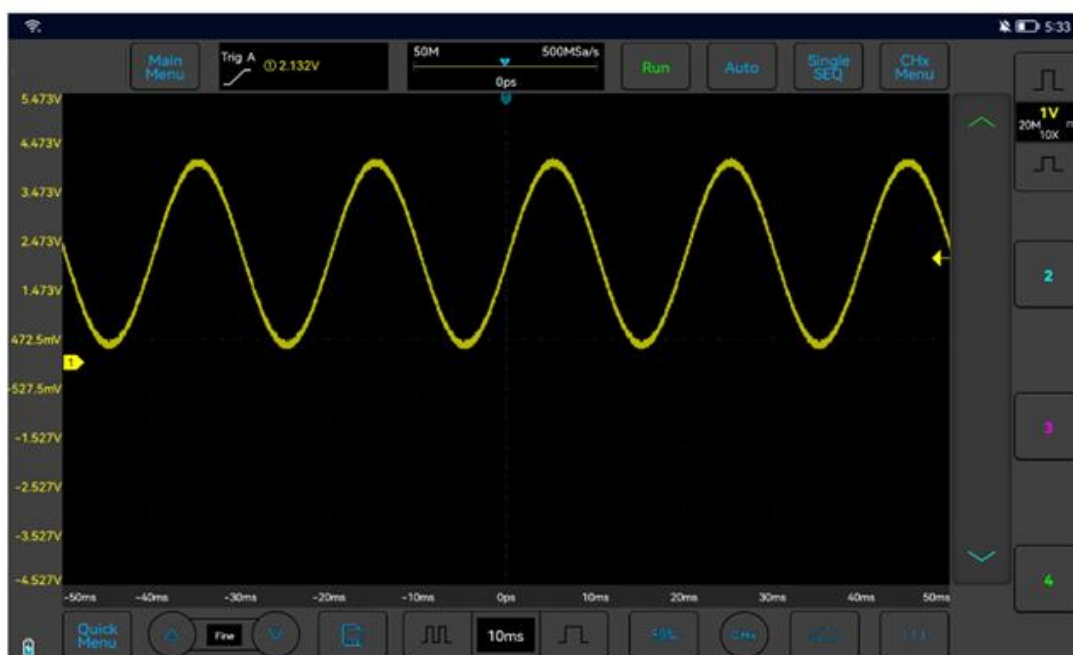 5:33
Main
Menu
Trig A ① 2.132V
50M 500MSa/s
0ps
Run
Auto
Single
SEQ
CHx
Menu
5.473V
4.473V
3.473V
2.473V
1.473V
472.5mV
-527.5mV
-1.527V
-2.527V
-3.527V
-4.527V
1
1V
20M
10X
2
3
4
-50ms -40ms -30ms -20ms -10ms 0ps 10ms 20ms 30ms 40ms 50ms
Quick
Menu
Fine
10ms
50%
CHx